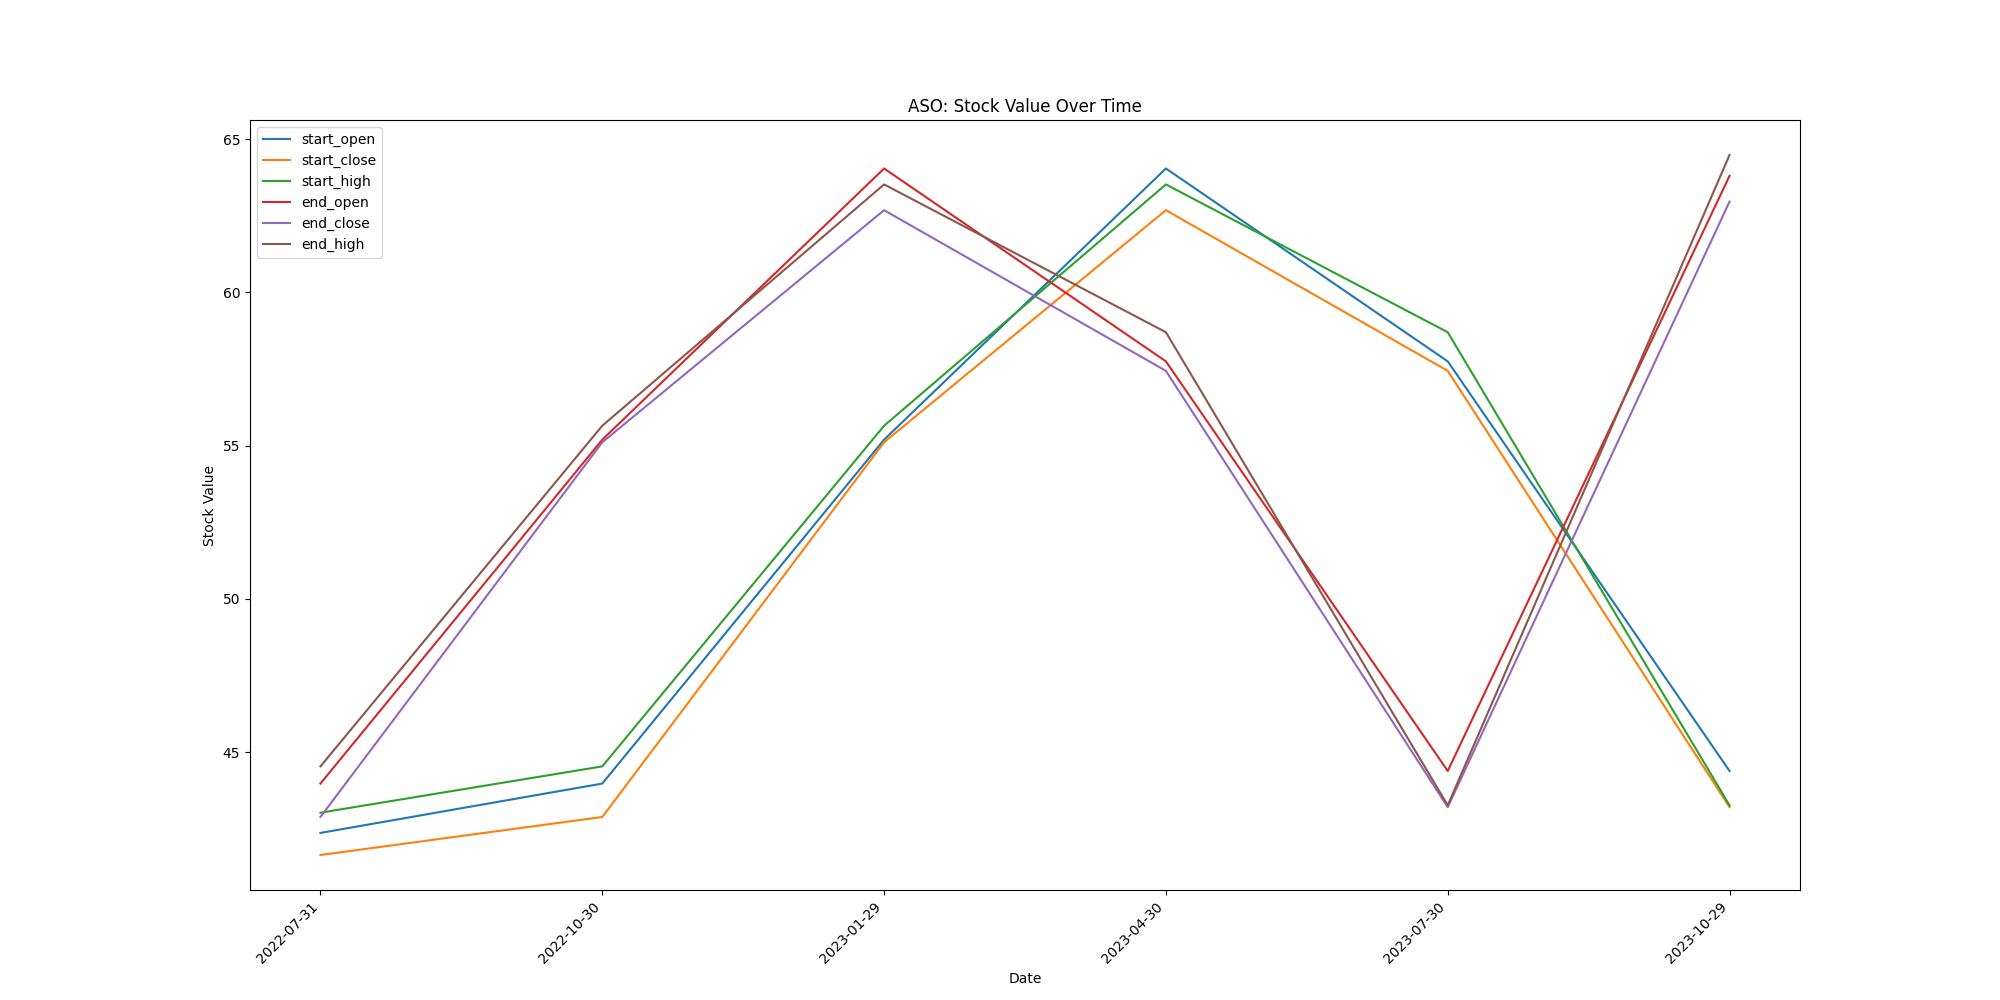 ASO: Stock Value Over Time
start_open
start_close
start_high
end_open
end_close
end_high
65
60
55
50
45
Stock Value
2022-07-31
2022-10-30
2023-01-29
2023-04-30
2023-07-30
2023-10-29
Date